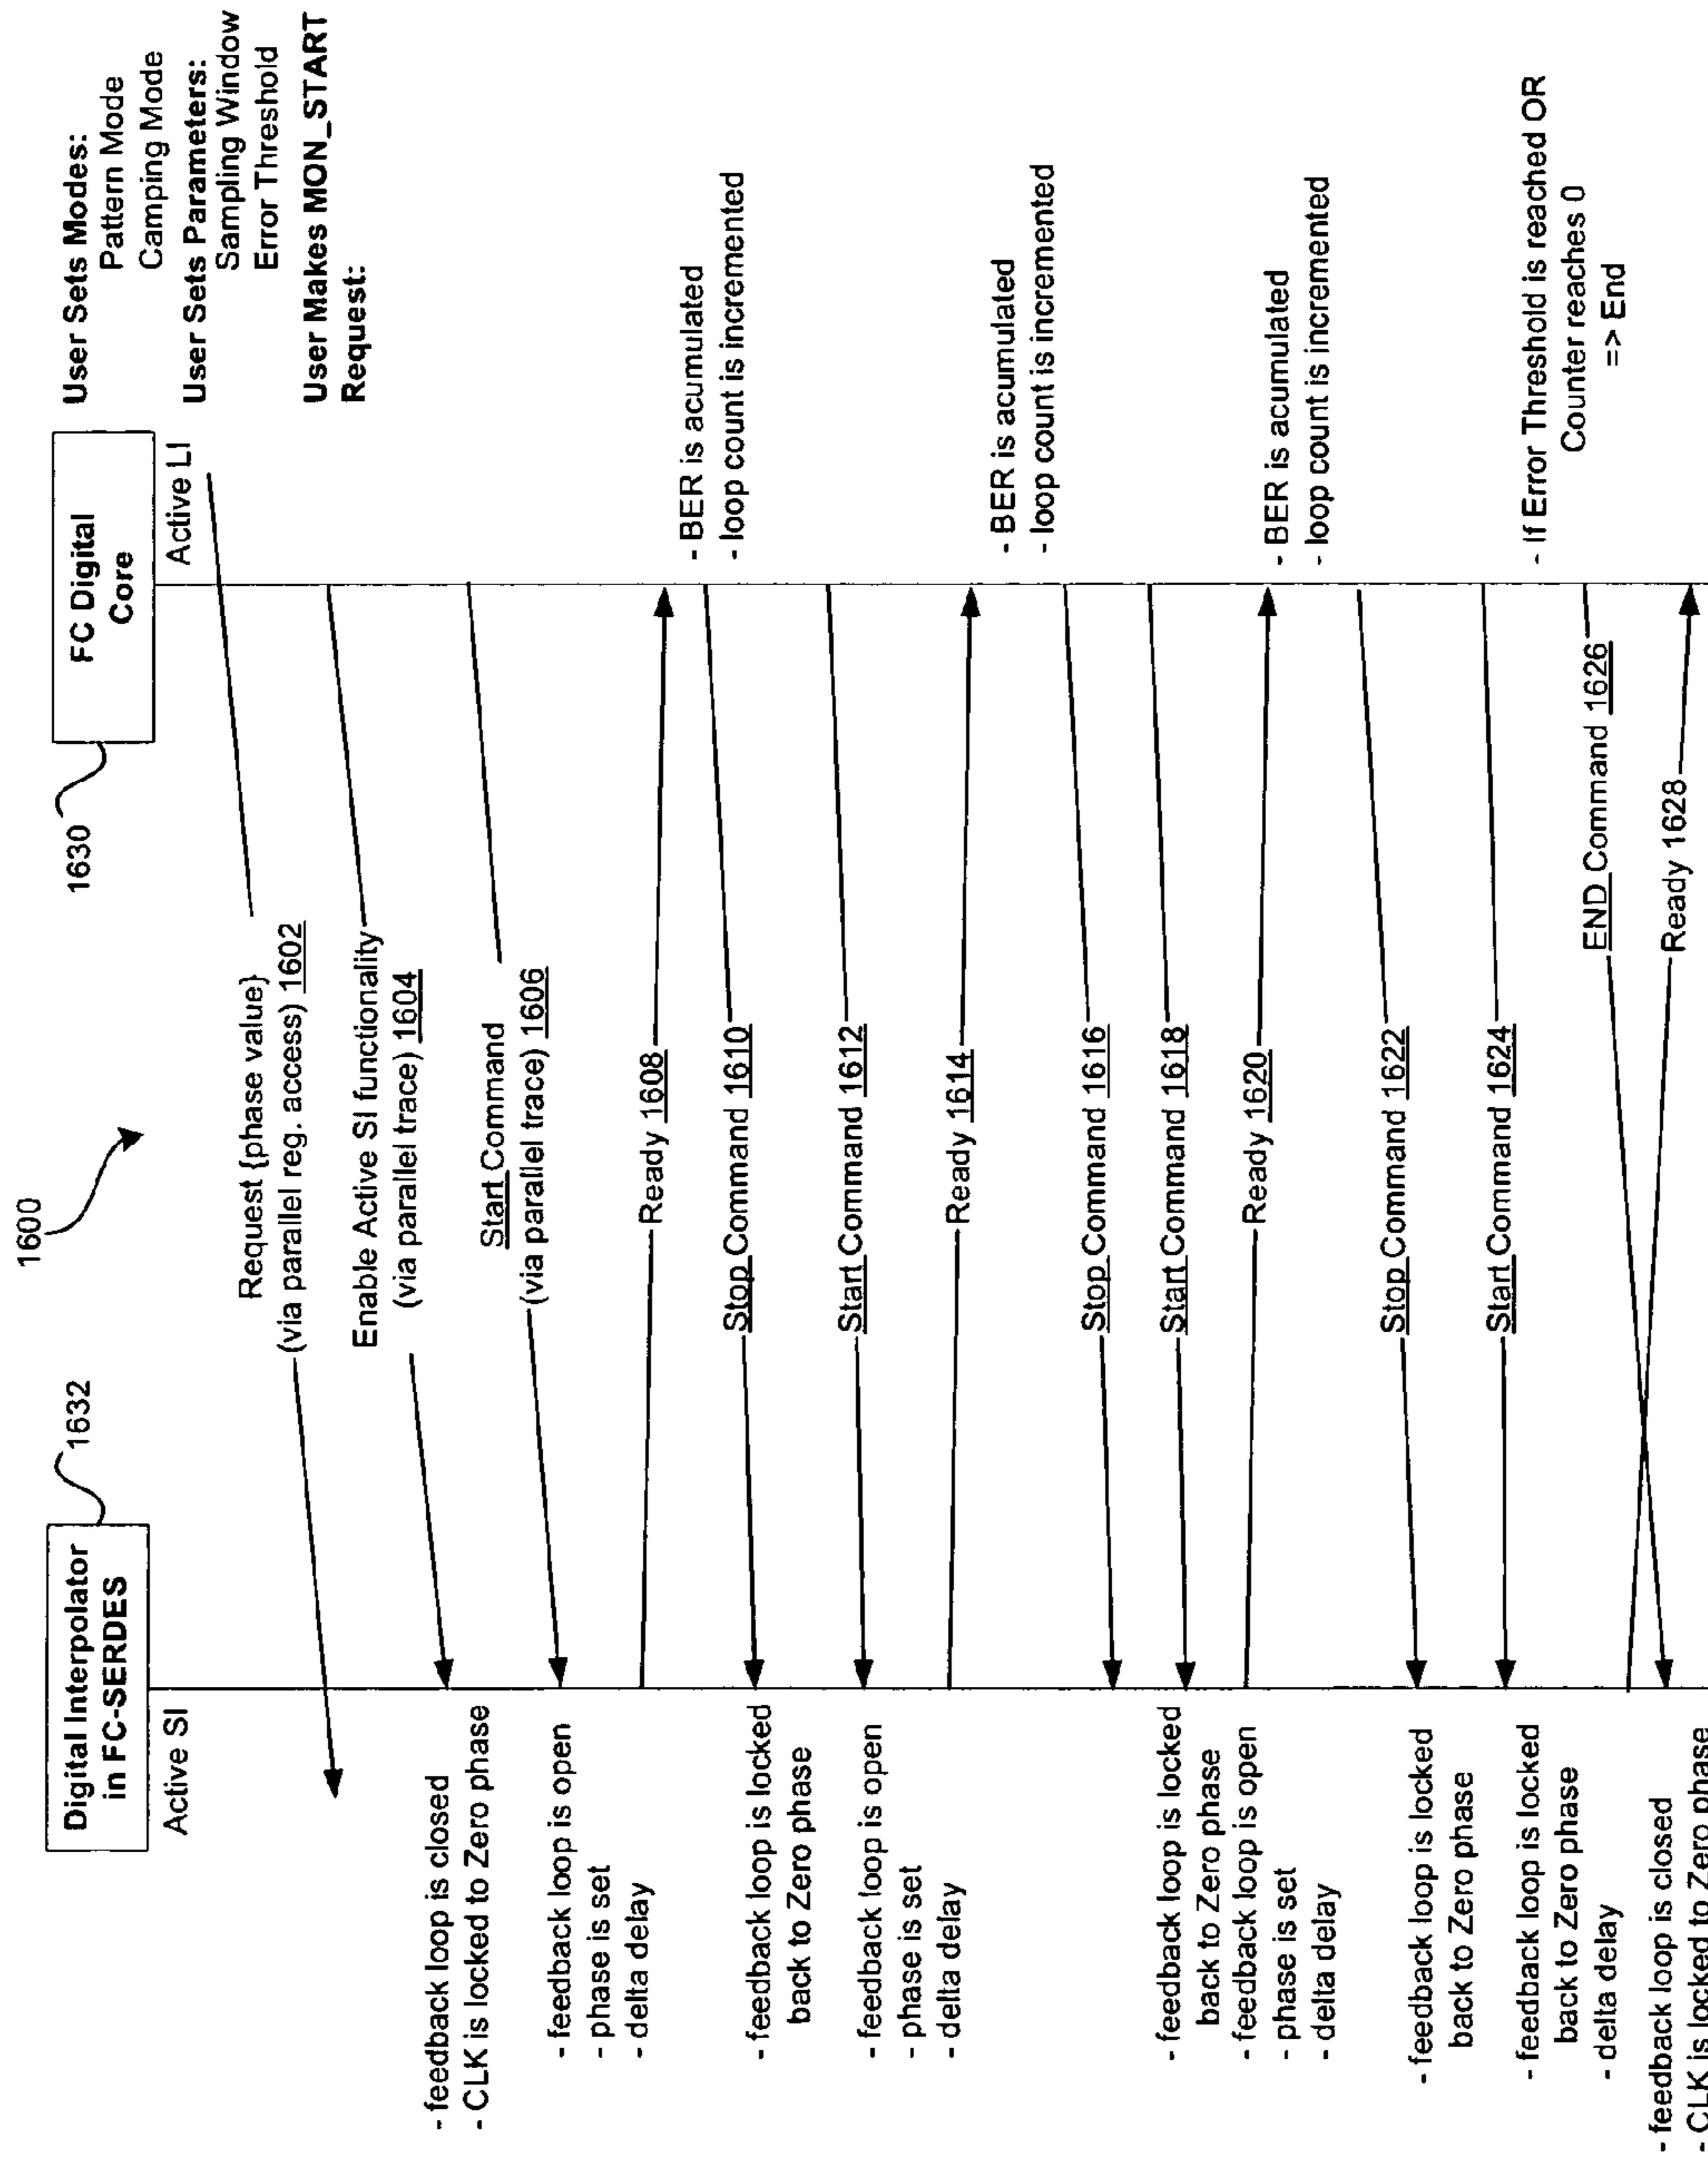 1600
Digital Interpolator
in FC-SERDES
1632
Active SI
1630
FC Digital
Core
Active LI
User Sets Modes:
Pattern Mode
Camping Mode
User Sets Parameters:
Sampling Window
Error Threshold
User Makes MON_START
Request:
Request {phase value}
(via parallel reg. access) 1602
Enable Active SI functionality
(via parallel trace) 1604
- feedback loop is closed
- CLK is locked to Zero phase
Start Command
(via parallel trace) 1606
- feedback loop is open
- phase is set
- delta delay
Ready 1608
- BER is acumulated
- loop count is incremented
Stop Command 1610
- feedback loop is locked
back to Zero phase
Start Command 1612
- feedback loop is open
- phase is set
- delta delay
Ready 1614
- BER is acumulated
- loop count is incremented
Stop Command 1616
- feedback loop is locked
back to Zero phase
Start Command 1618
- feedback loop is open
- phase is set
- delta delay
Ready 1620
- BER is acumulated
- loop count is incremented
Stop Command 1622
- feedback loop is locked
back to Zero phase
Start Command 1624
- feedback loop is locked
back to Zero phase
- delta delay
- If Error Threshold is reached OR
Counter reaches 0
=> End
END Command 1626
Ready 1628
- feedback loop is closed
- CLK is locked to Zero phase